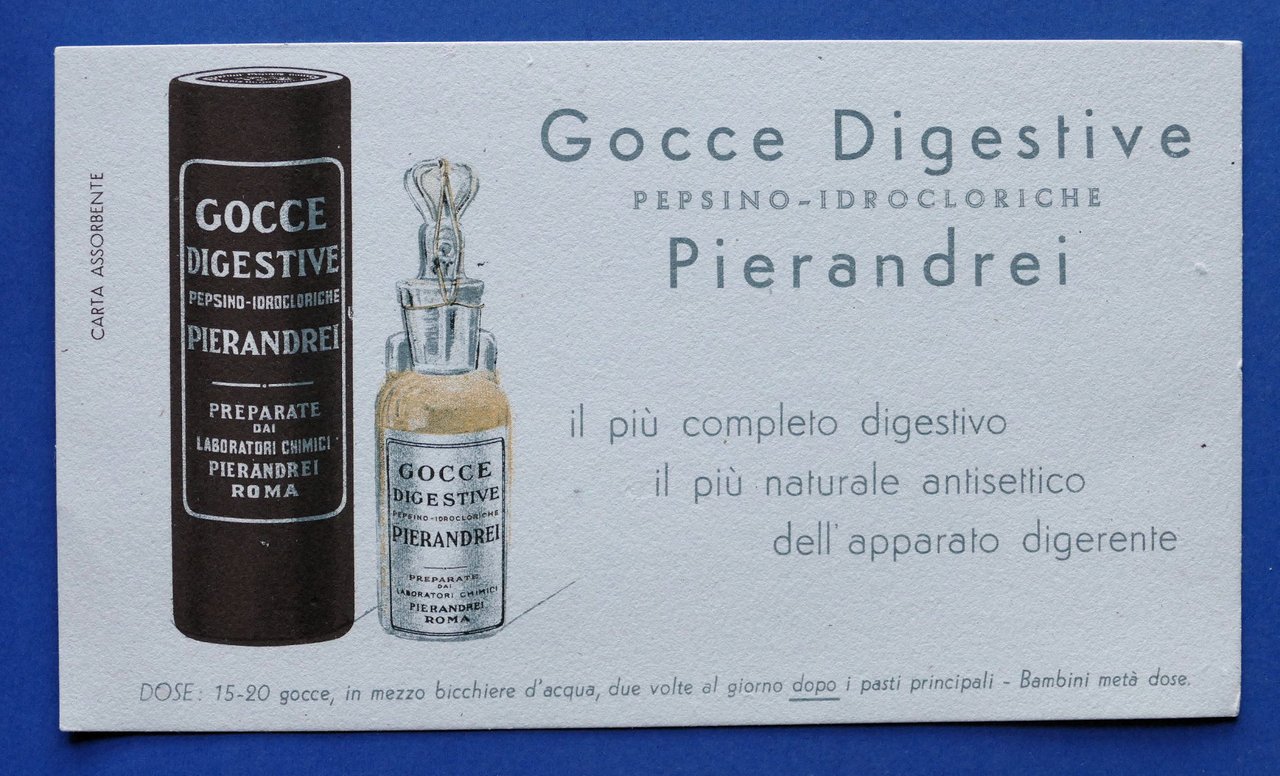 CARTA ASSORBENTE
GOCCE
DIGESTIVE
PEPSINO-IDROCLORICHE
PIERANDREI
PREPARATE
DAI
LABORATORI CHIMICI
PIERANDREI
ROMA
GOCCE
DIGESTIVE
PEPSINO-IDROCLORICHE
PIERANDREI
PREPARATE
DAI
LABORATORI CHIMICI
PIERANDREI
ROMA
Gocce Digestive
PEPSINO-IDROCLORICHE
Pierandrei
il più completo digestivo
il più naturale antisettico
dell'apparato digerente
DOSE: 15-20 gocce, in mezzo bicchiere d'acqua, due volte al giorno dopo i pasti principali - Bambini metà dose.